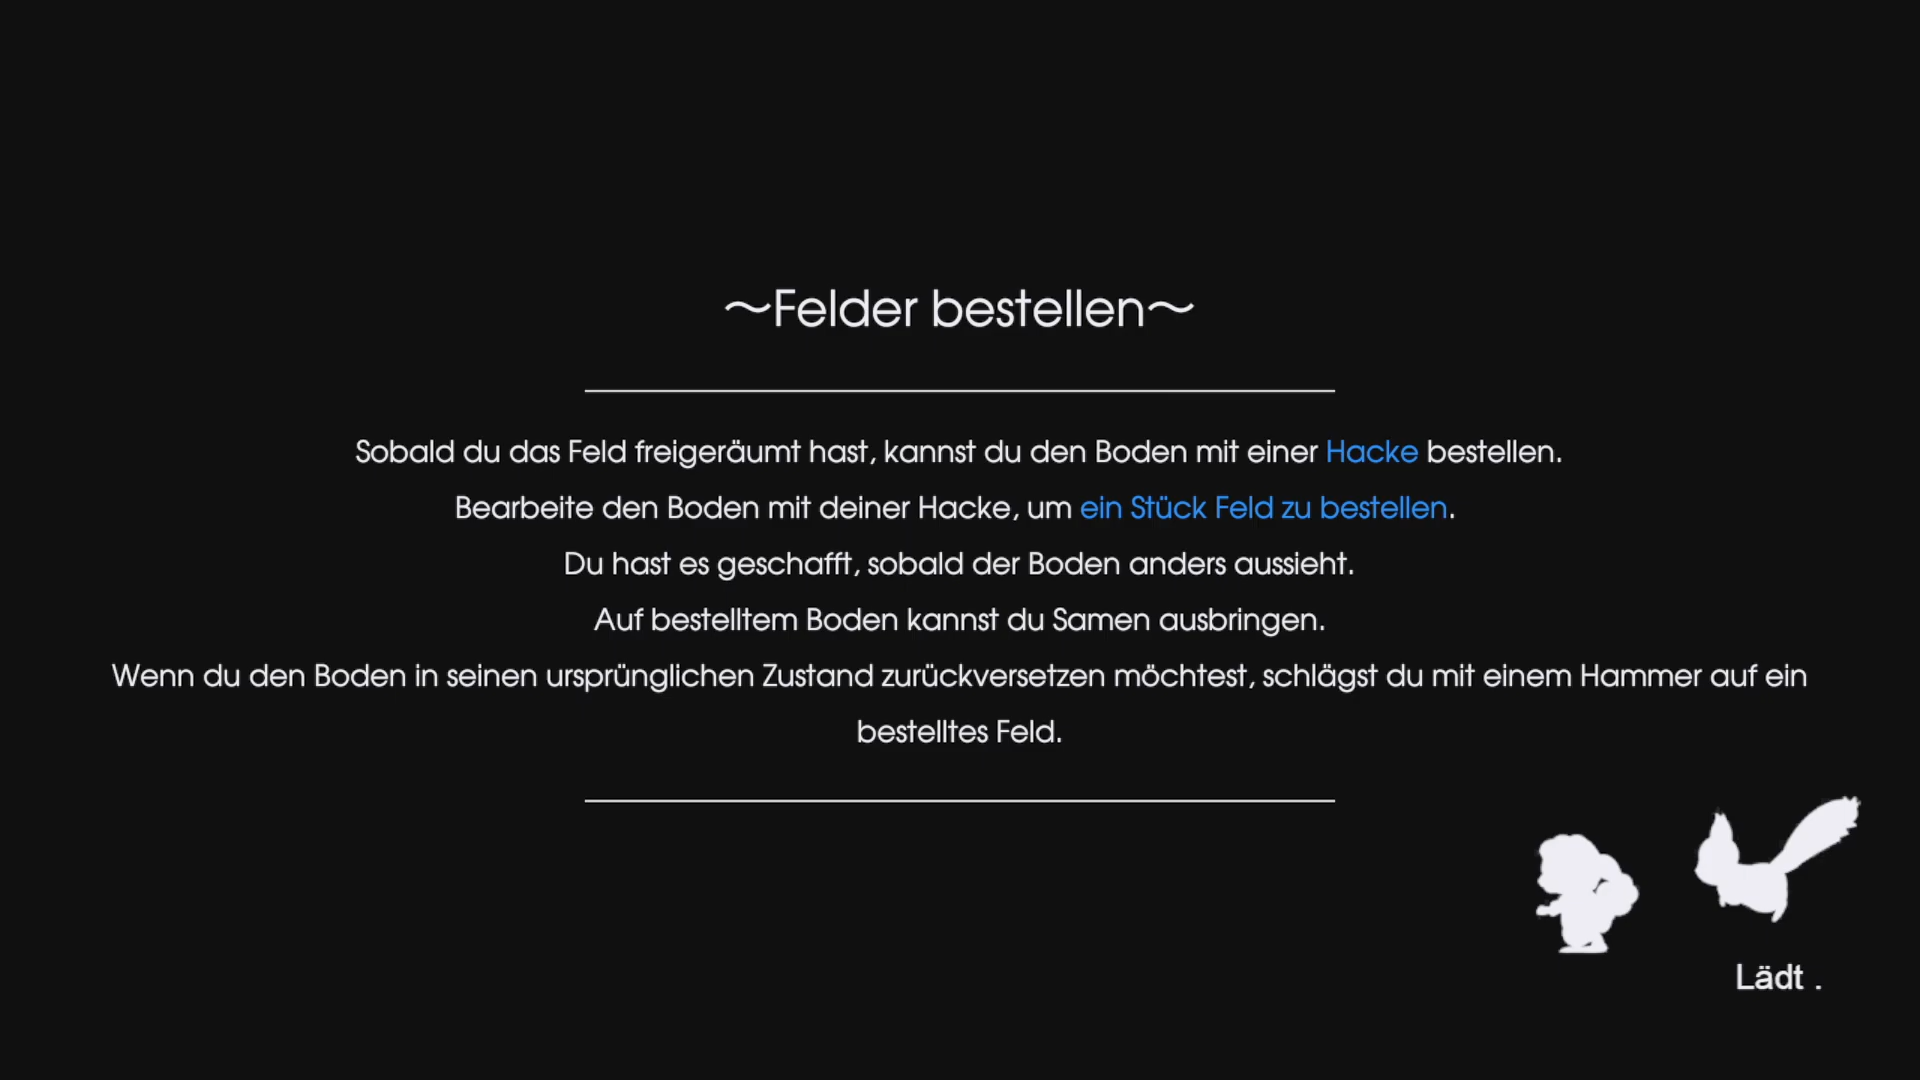 ～Felder bestellen～
Sobald du das Feld freigeräumt hast, kannst du den Boden mit einer Hacke bestellen.
Bearbeite den Boden mit deiner Hacke, um ein Stück Feld zu bestellen.
Du hast es geschafft, sobald der Boden anders aussieht.
Auf bestelltem Boden kannst du Samen ausbringen.
Wenn du den Boden in seinen ursprünglichen Zustand zurückversetzen möchtest, schlägst du mit einem Hammer auf ein
bestelltes Feld.
Lädt .